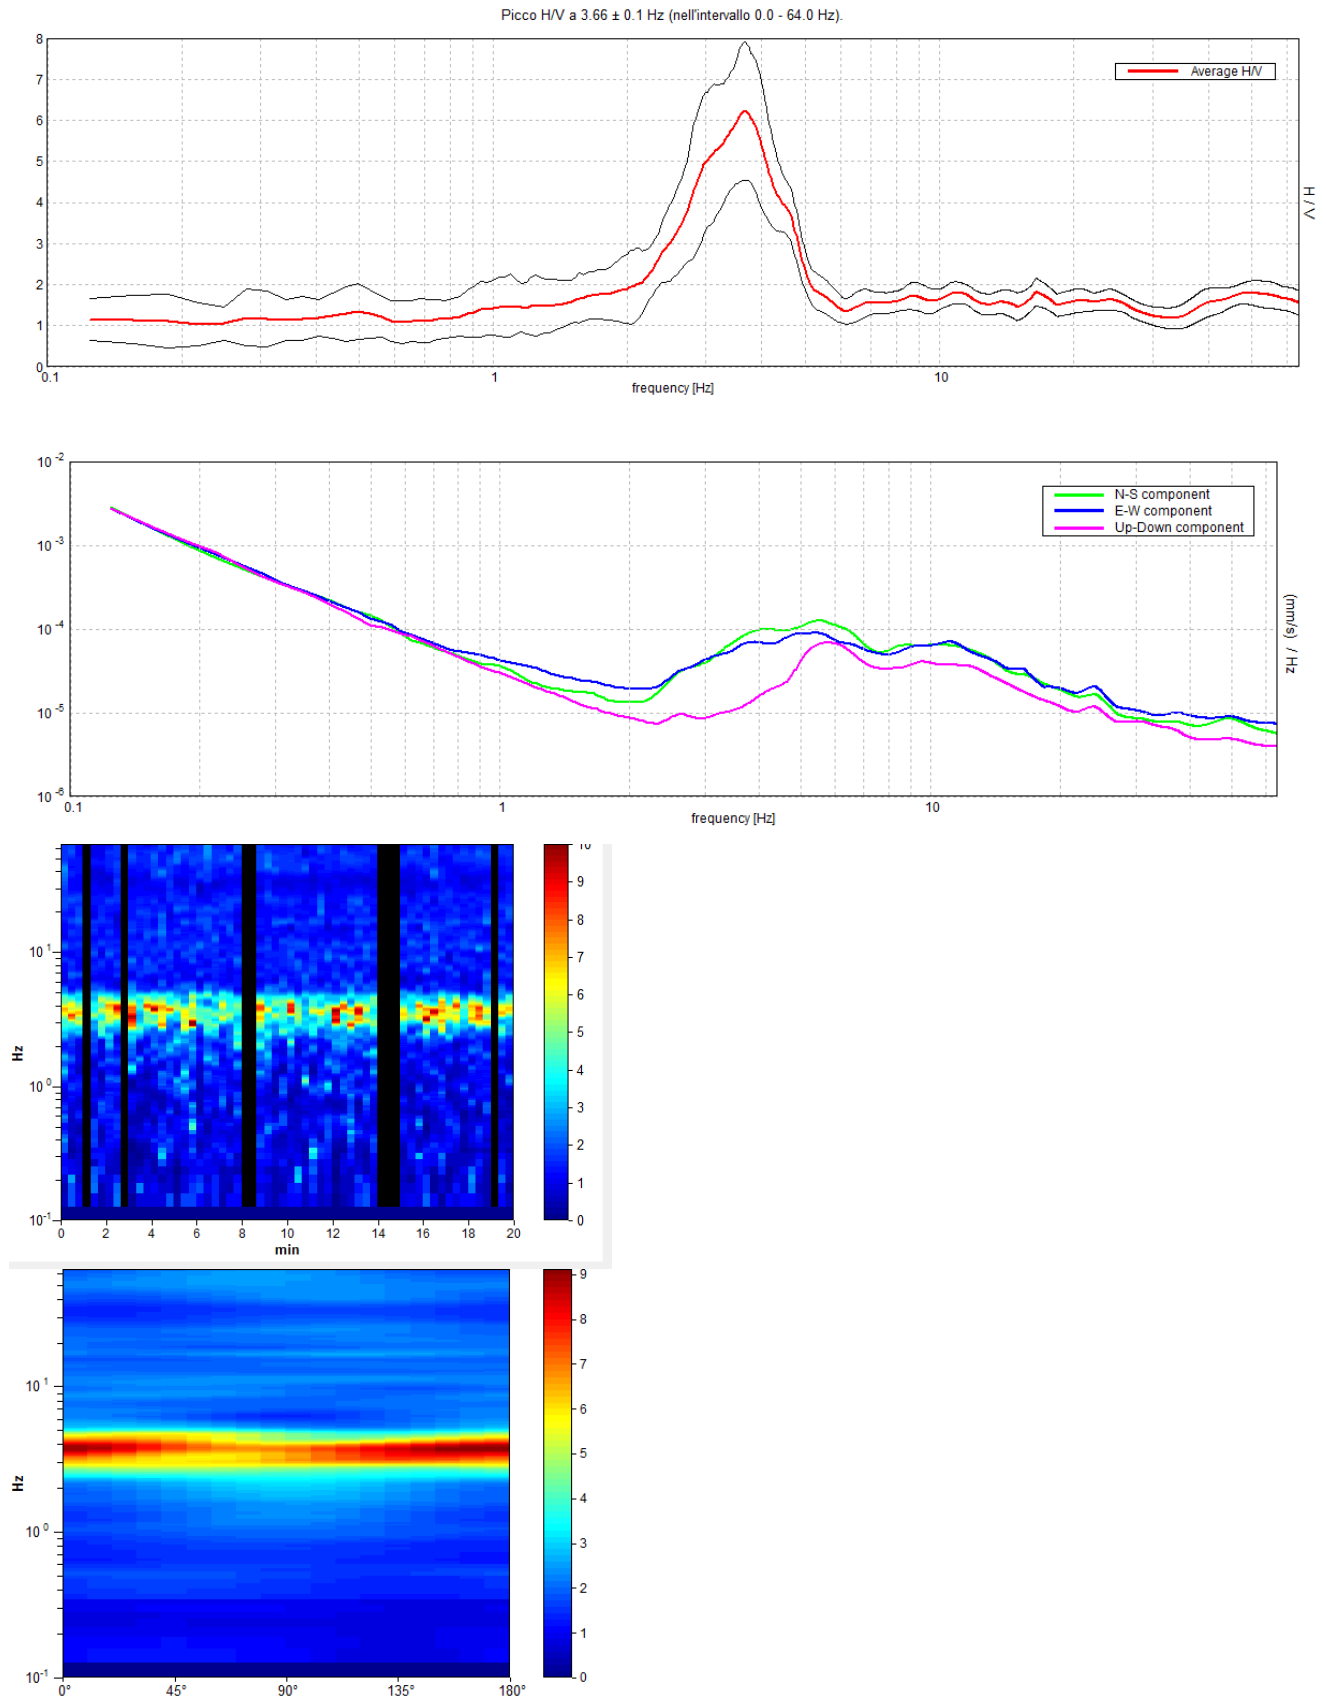 Picco H/V a 3.66 ± 0.1 Hz (nell'intervallo 0.0 - 64.0 Hz).
8
7
6
5
4
3
2
1
0
Average H/V
H / V
0.1 1 10
frequency [Hz]
10 -2
10 -3
10 -4
10 -5
10 -6
N-S component
E-W component
Up-Down component
(mm/s) / Hz
0.1 1 10
frequency [Hz]
10 1
10 0
10 -1
Hz
0 2 4 6 8 10 12 14 16 18 20
min
10
9
8
7
6
5
4
3
2
1
0
10 1
10 0
10 -1
Hz
0° 45° 90° 135° 180°
9
8
7
6
5
4
3
2
1
0